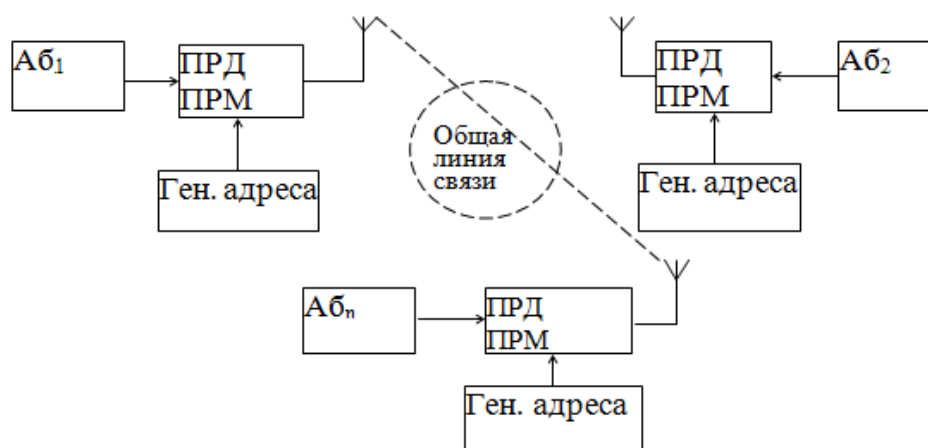 Аб₁
ПРД
ПРМ
Ген. адреса
Общая
линия
связи
ПРД
ПРМ
Аб₂
Ген. адреса
Абₙ
ПРД
ПРМ
Ген. адреса